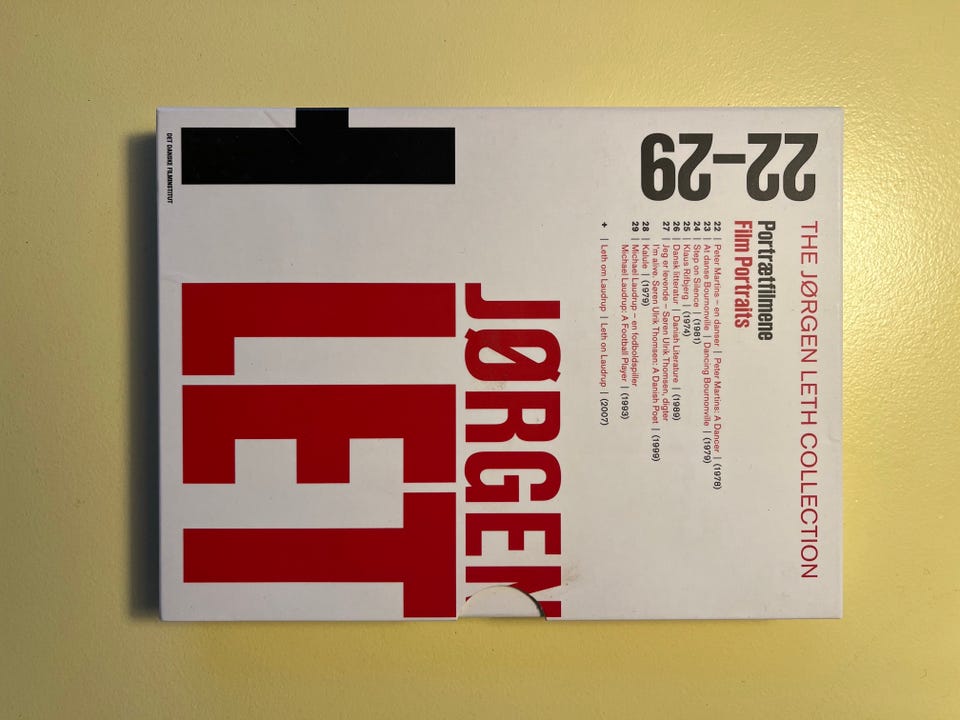 THE JØRGEN LETH COLLECTION
22–29
Portrætfilmene
Film Portraits
22 | Peter Martins – en danser | Peter Martins: A Dancer | (1978)
23 | At danse Bournonville | Dancing Bournonville | (1979)
24 | Step on Silence | (1981)
25 | Klaus Rifbjerg | (1974)
26 | Dansk litteratur | Danish Literature | (1989)
27 | Jeg er levende – Søren Ulrik Thomsen, digter
I'm alive. Søren Ulrik Thomsen: A Danish Poet | (1999)
28 | Kalule | (1979)
29 | Michael Laudrup – en fodboldspiller
Michael Laudrup: A Football Player | (1993)
+ | Leth om Laudrup | Leth on Laudrup | (2007)
JØRGEN
LET
DET DANSKE FILMINSTITUT